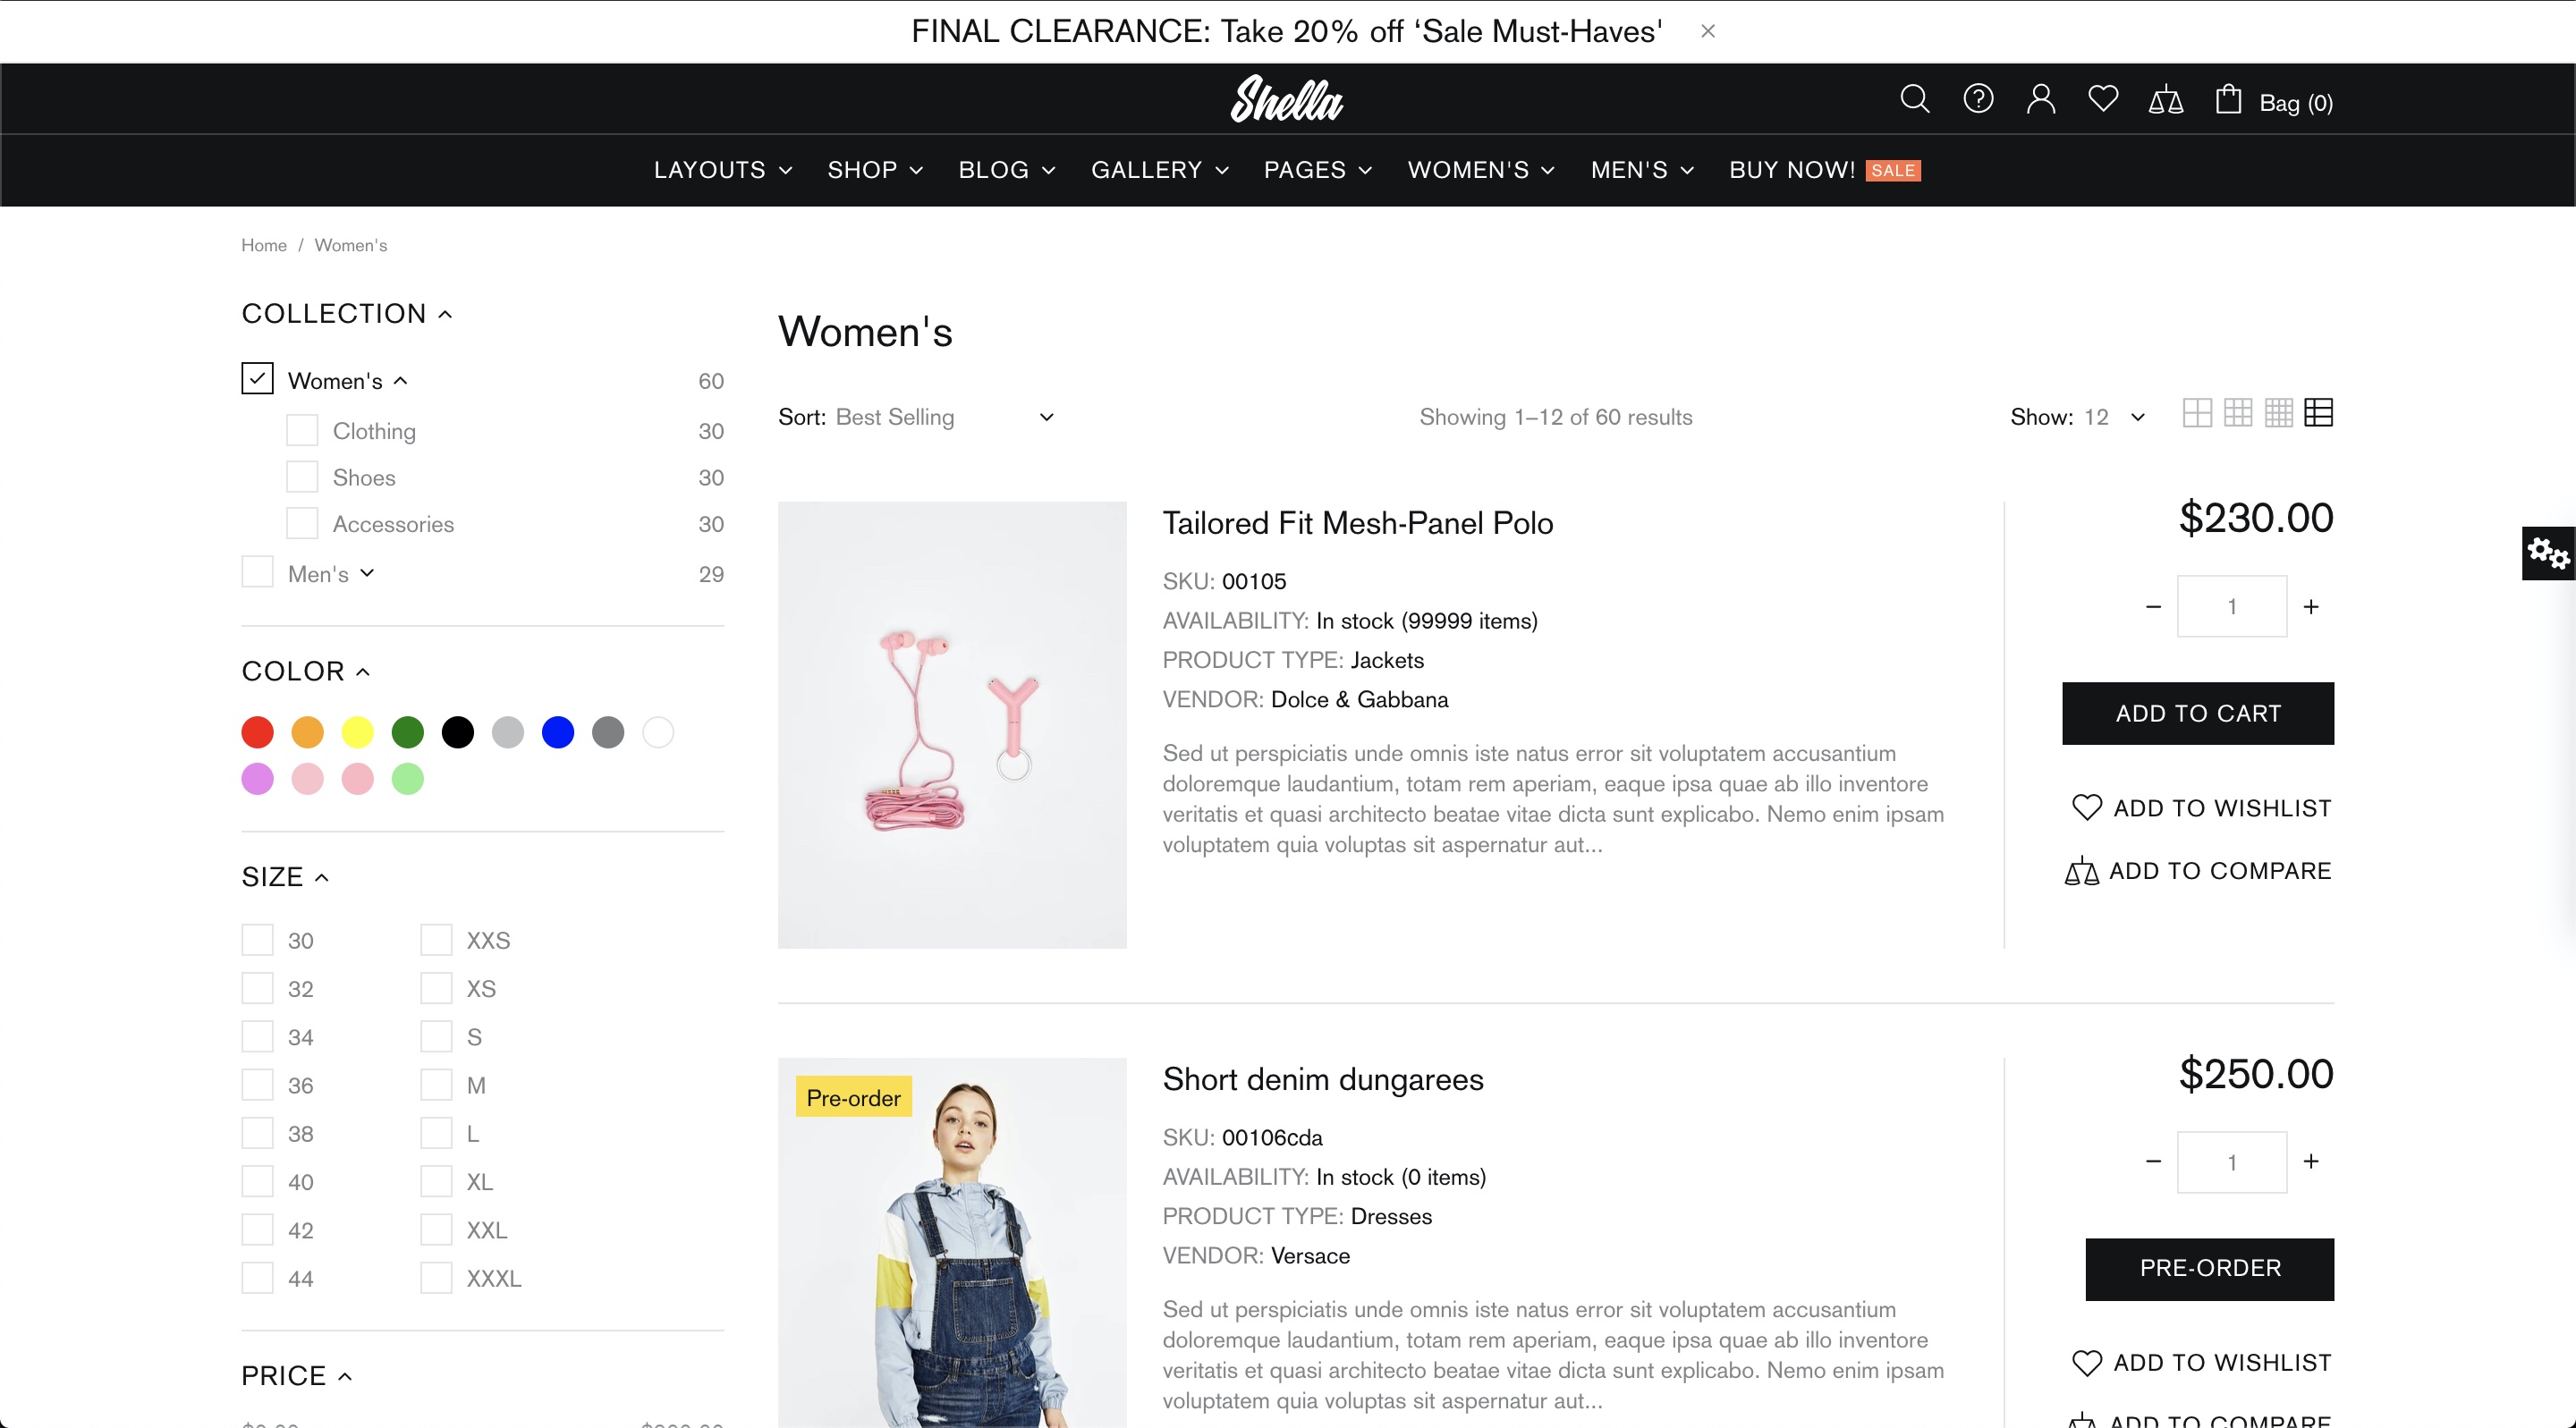 FINAL CLEARANCE: Take 20% off ‘Sale Must-Haves'
Shella
Bag (0)
LAYOUTS SHOP BLOG GALLERY PAGES WOMEN'S MEN'S BUY NOW! SALE
Home / Women's
COLLECTION
Women's 60
Clothing 30
Shoes 30
Accessories 30
Men's 29
COLOR
SIZE
30 XXS
32 XS
34 S
36 M
38 L
40 XL
42 XXL
44 XXXL
PRICE
Women's
Sort: Best Selling
Showing 1–12 of 60 results
Show: 12
Tailored Fit Mesh-Panel Polo
SKU: 00105
AVAILABILITY: In stock (99999 items)
PRODUCT TYPE: Jackets
VENDOR: Dolce & Gabbana
Sed ut perspiciatis unde omnis iste natus error sit voluptatem accusantium
doloremque laudantium, totam rem aperiam, eaque ipsa quae ab illo inventore
veritatis et quasi architecto beatae vitae dicta sunt explicabo. Nemo enim ipsam
voluptatem quia voluptas sit aspernatur aut...
$230.00
1
ADD TO CART
ADD TO WISHLIST
ADD TO COMPARE
Pre-order
Short denim dungarees
SKU: 00106cda
AVAILABILITY: In stock (0 items)
PRODUCT TYPE: Dresses
VENDOR: Versace
Sed ut perspiciatis unde omnis iste natus error sit voluptatem accusantium
doloremque laudantium, totam rem aperiam, eaque ipsa quae ab illo inventore
veritatis et quasi architecto beatae vitae dicta sunt explicabo. Nemo enim ipsam
voluptatem quia voluptas sit aspernatur aut...
$250.00
1
PRE-ORDER
ADD TO WISHLIST
ADD TO COMPARE